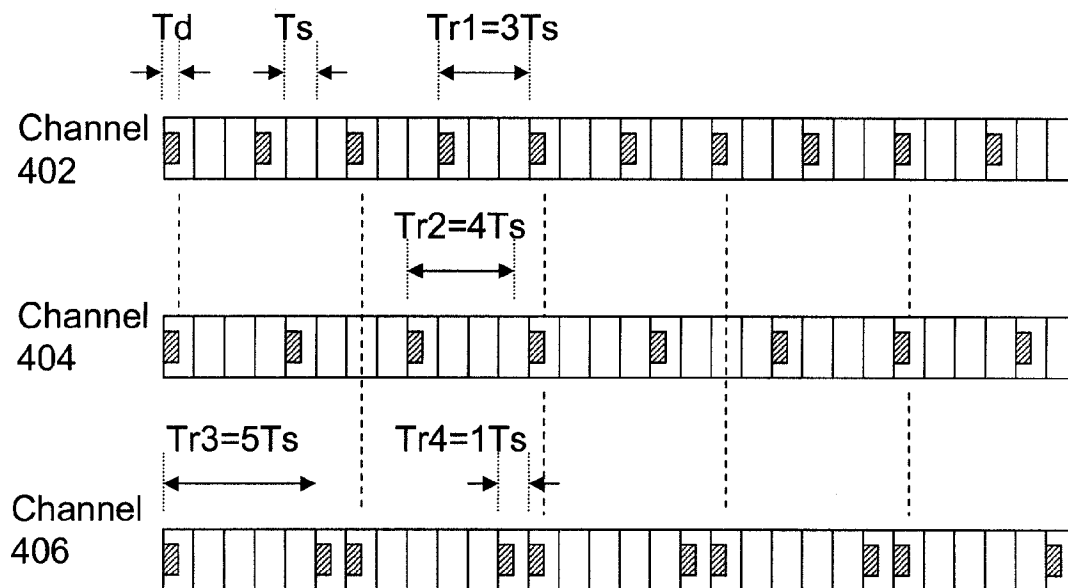 Td Ts Tr1=3Ts
Channel
402
Tr2=4Ts
Channel
404
Tr3=5Ts Tr4=1Ts
Channel
406